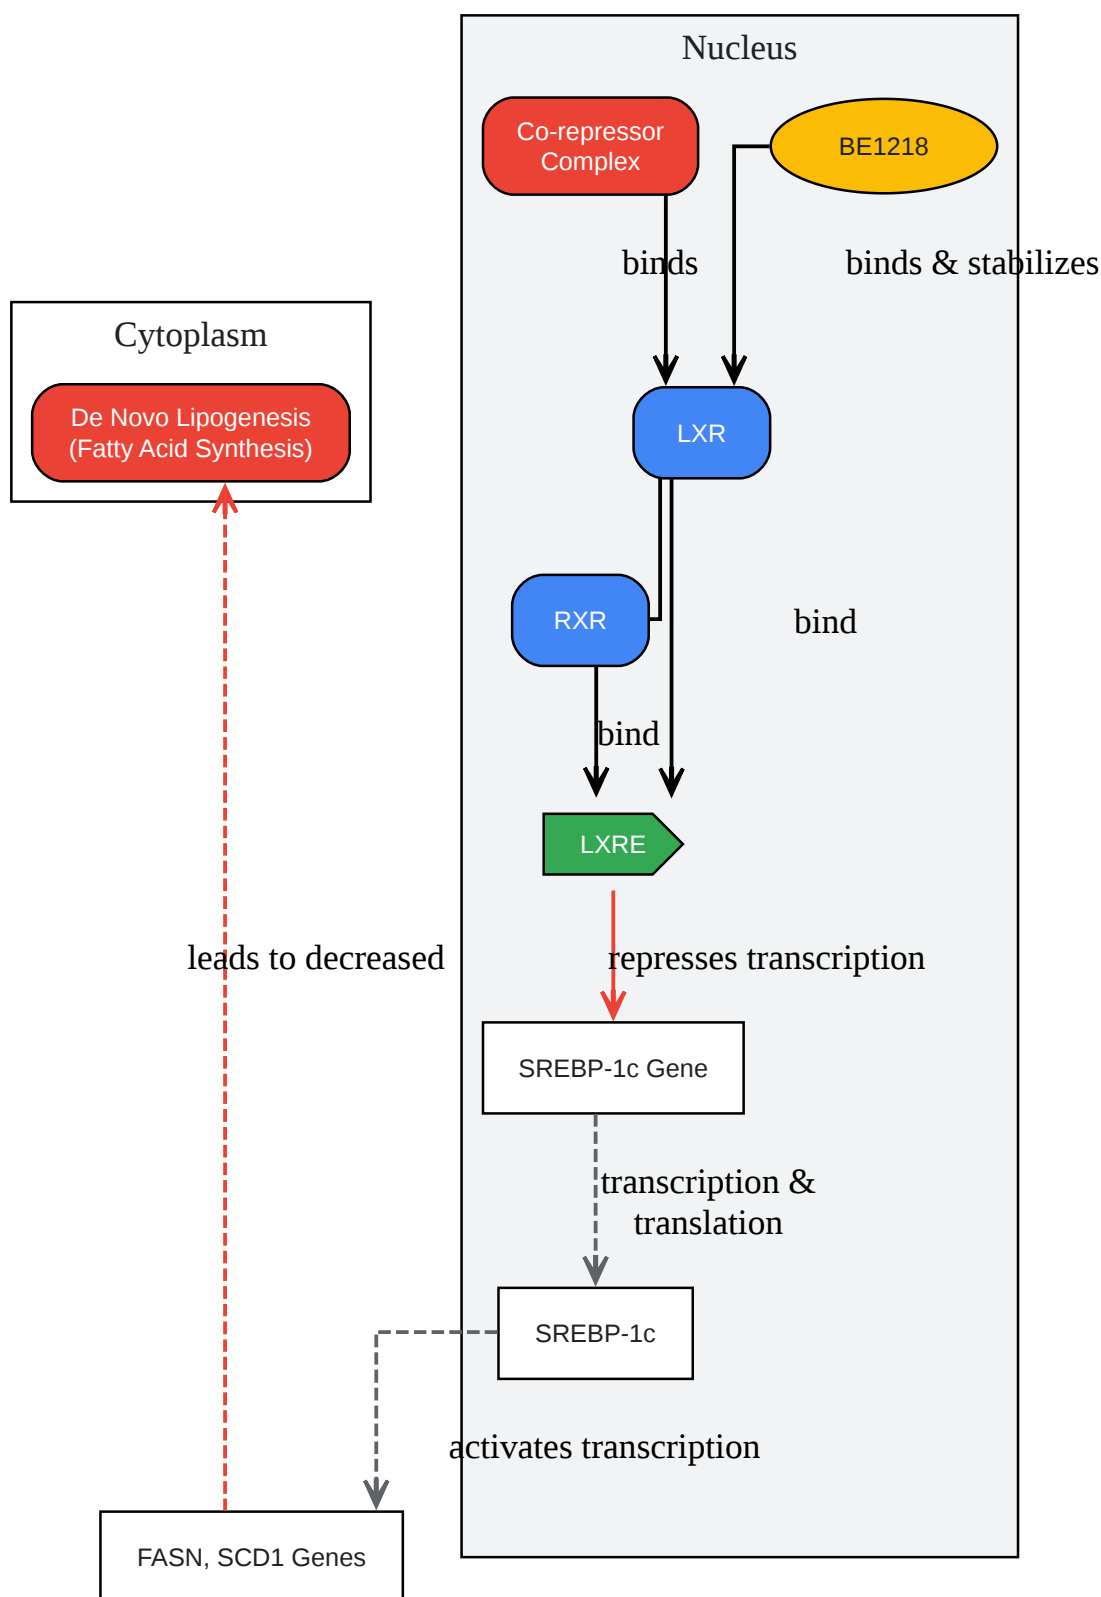 Nucleus
Co-repressor
Complex
BE1218
binds
binds & stabilizes
Cytoplasm
De Novo Lipogenesis
(Fatty Acid Synthesis)
LXR
RXR
bind
bind
LXRE
leads to decreased
represses transcription
SREBP-1c Gene
transcription &
translation
SREBP-1c
activates transcription
FASN, SCD1 Genes